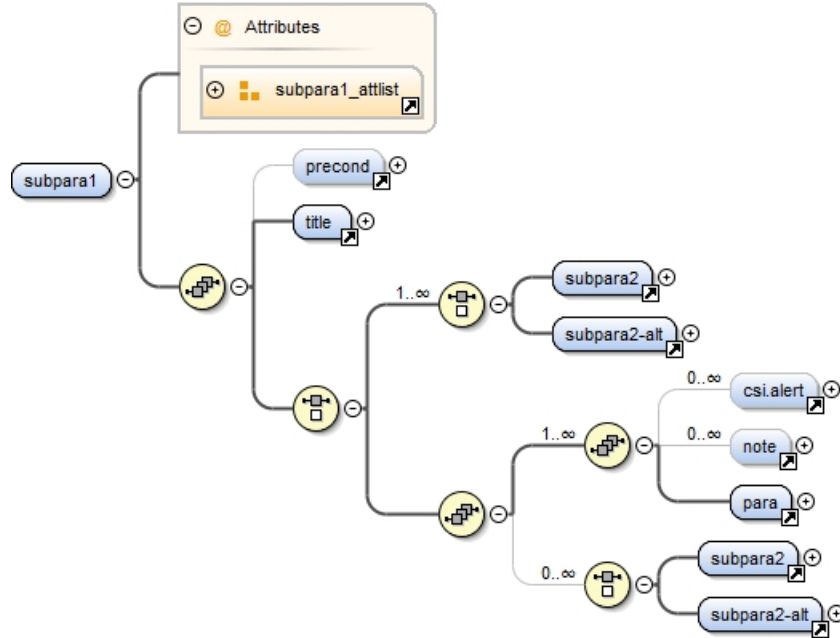 @ Attributes
subpara1_attlist
subpara1
precond
title
1..∞
subpara2
subpara2-alt
0..∞
csi.alert
1..∞
0..∞
note
para
0..∞
subpara2
subpara2-alt